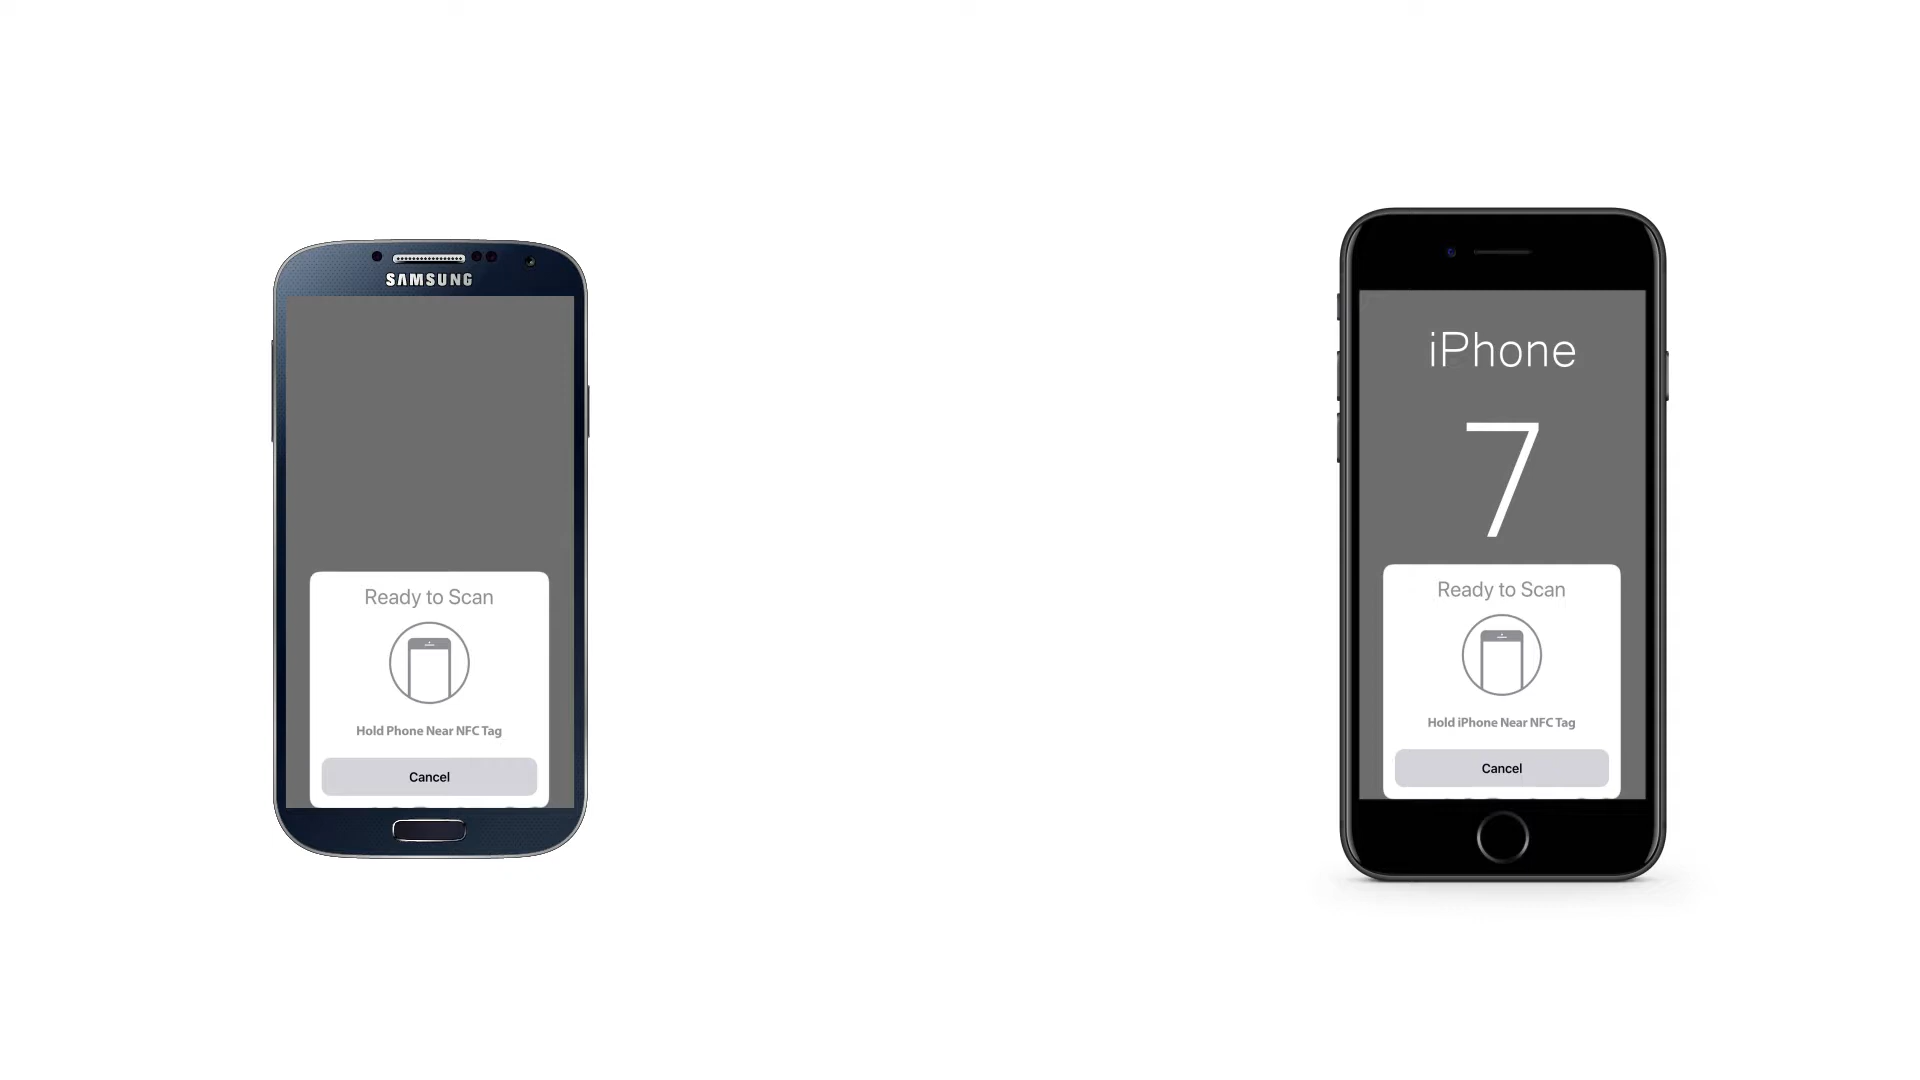 SAMSUNG
Ready to Scan
Hold Phone Near NFC Tag
Cancel
iPhone
7
Ready to Scan
Hold iPhone Near NFC Tag
Cancel